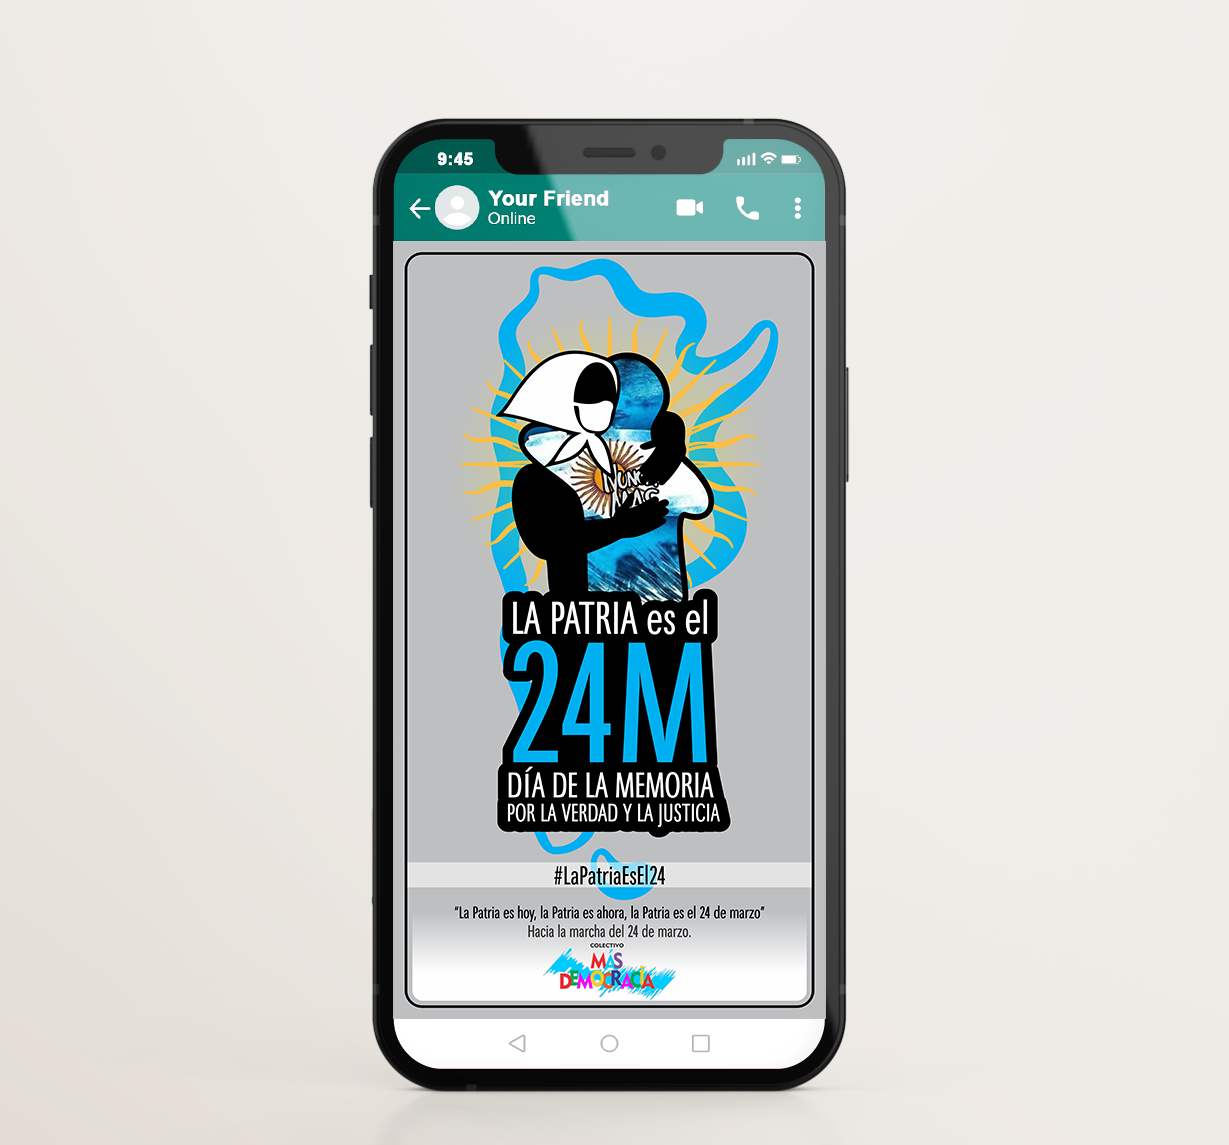 9:45
Your Friend
Online
NUNCA
MÁS
LA PATRIA es el
24M
DÍA DE LA MEMORIA
POR LA VERDAD Y LA JUSTICIA
#LaPatriaEsEl24
“La Patria es hoy, la Patria es ahora, la Patria es el 24 de marzo”
Hacia la marcha del 24 de marzo.
COLECTIVO
MÁS
DEMOCRACIA